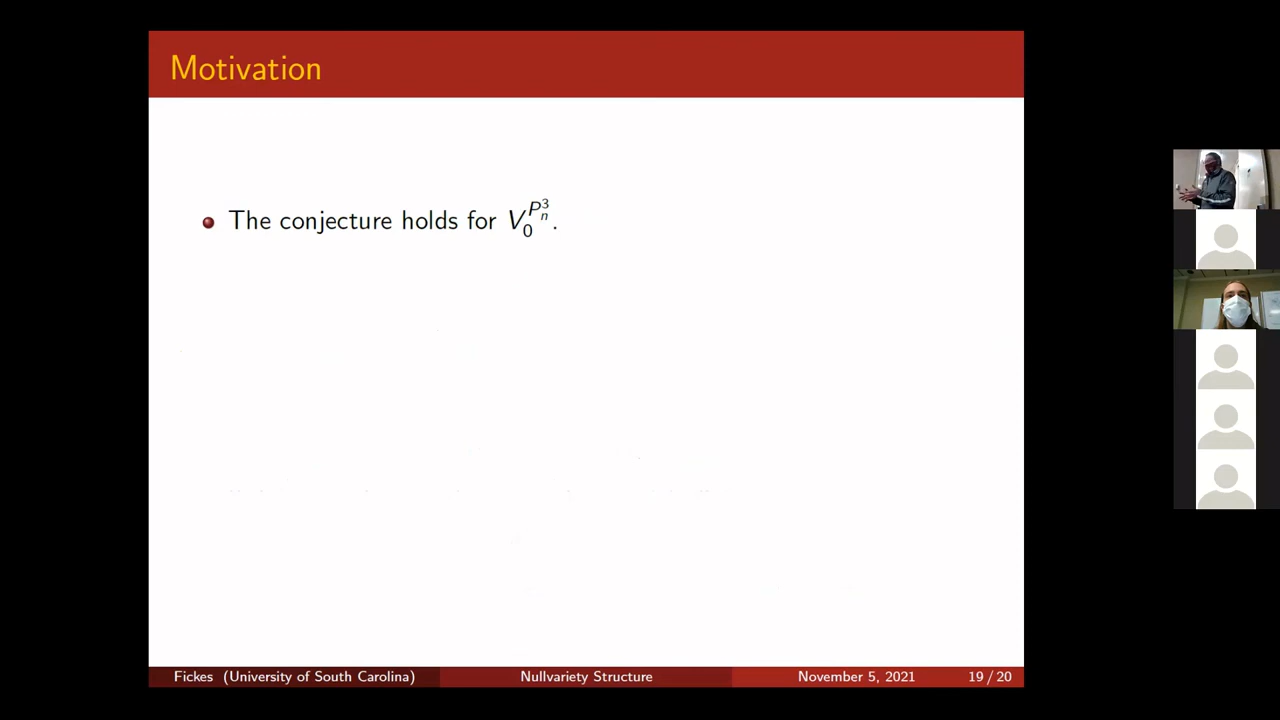 Motivation
The conjecture holds for $V_0^{P_n^3}$.
Fickes (University of South Carolina) Nullvariety Structure November 5, 2021 19 / 20